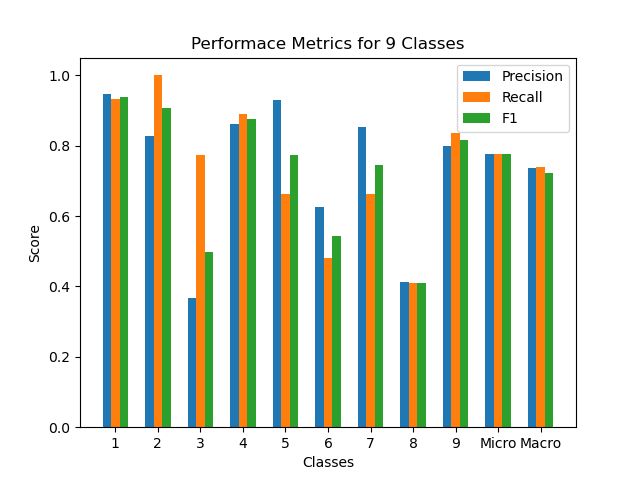 Performace Metrics for 9 Classes
Precision
Recall
F1
Score
1.0
0.8
0.6
0.4
0.2
0.0
1 2 3 4 5 6 7 8 9 Micro Macro
Classes